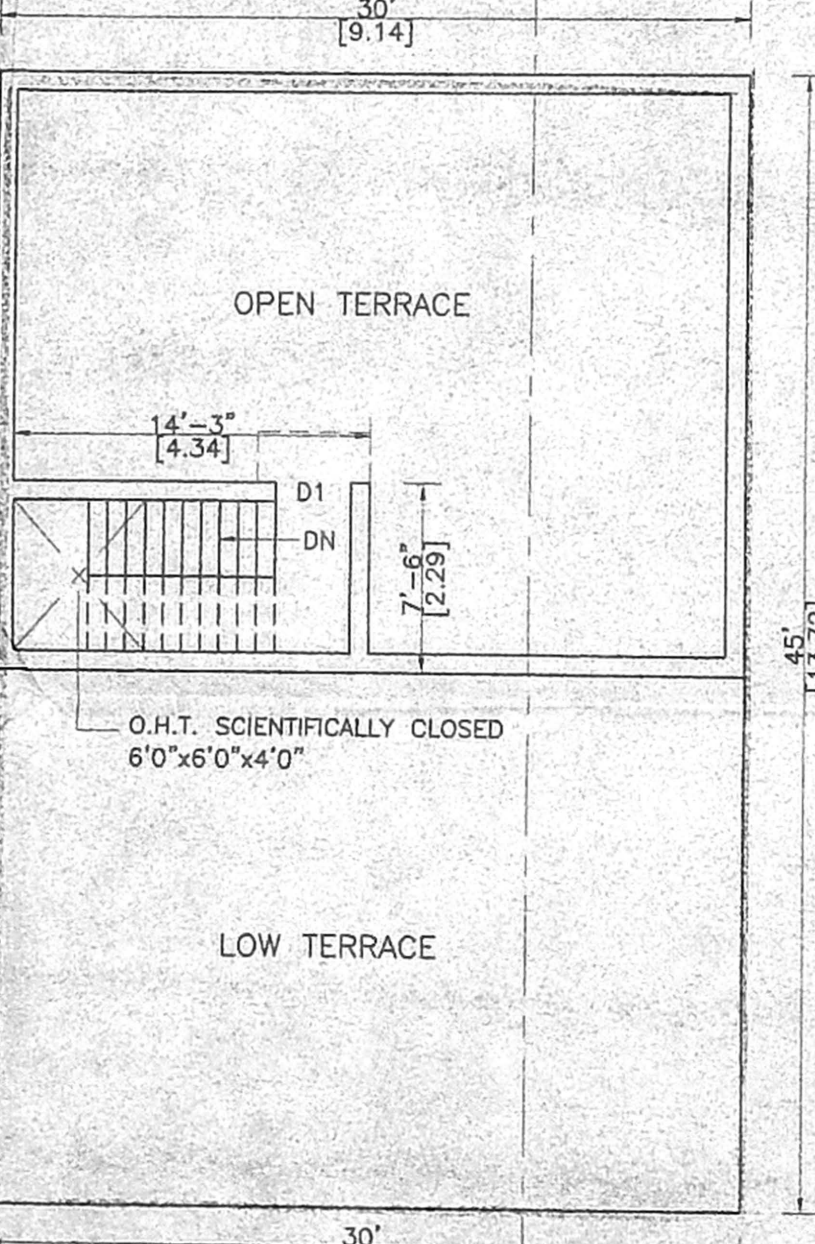 30'
[9.14]
OPEN TERRACE
14'-3"
[4.34]
D1
DN
7'-6"
[2.29]
45'
O.H.T. SCIENTIFICALLY CLOSED
6'0"x6'0"x4'0"
LOW TERRACE
30'